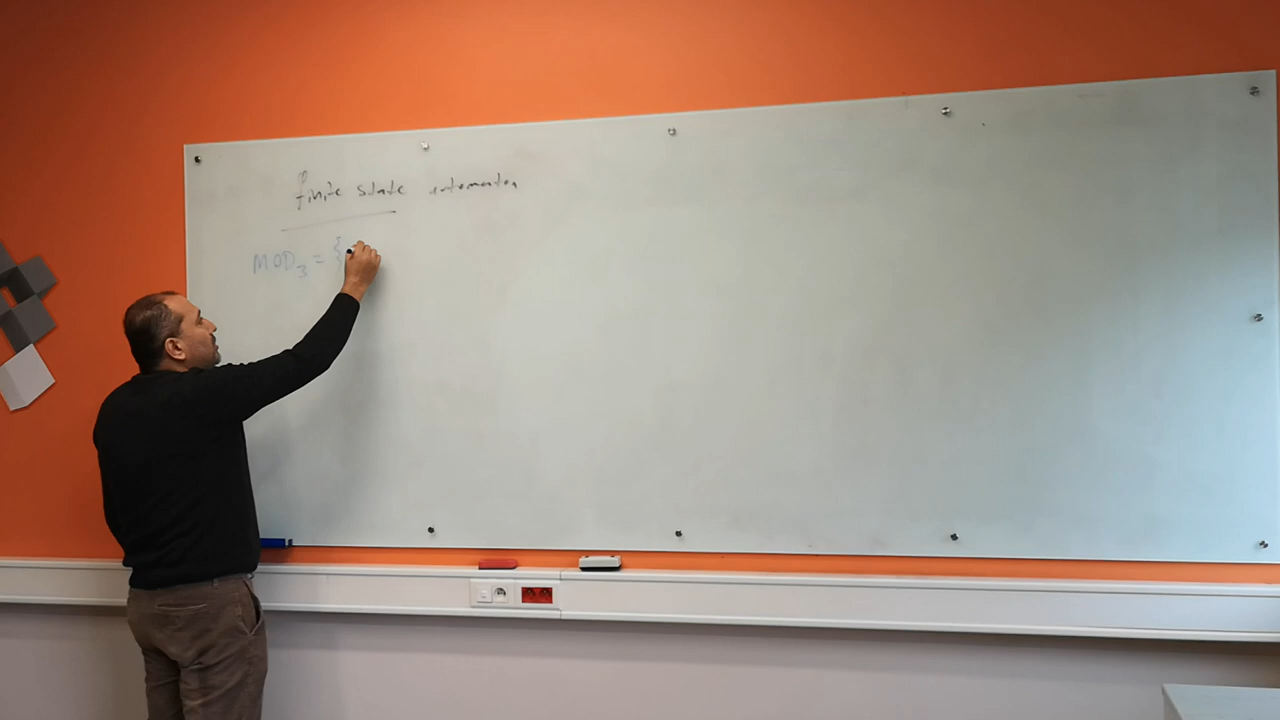 finite state automaton
MOD3 = {